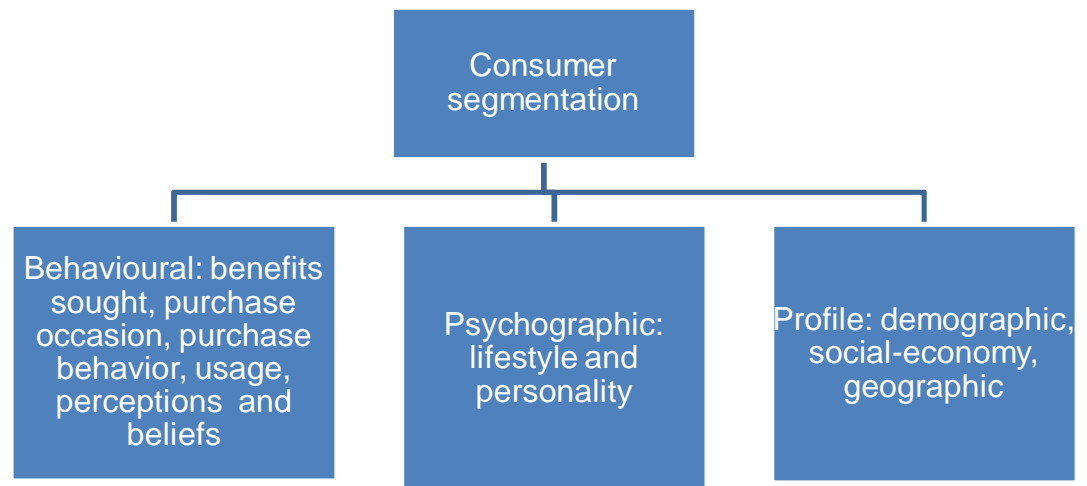 Consumer
segmentation
Behavioural: benefits
sought, purchase
occasion, purchase
behavior, usage,
perceptions and
beliefs
Psychographic:
lifestyle and
personality
Profile: demographic,
social-economy,
geographic